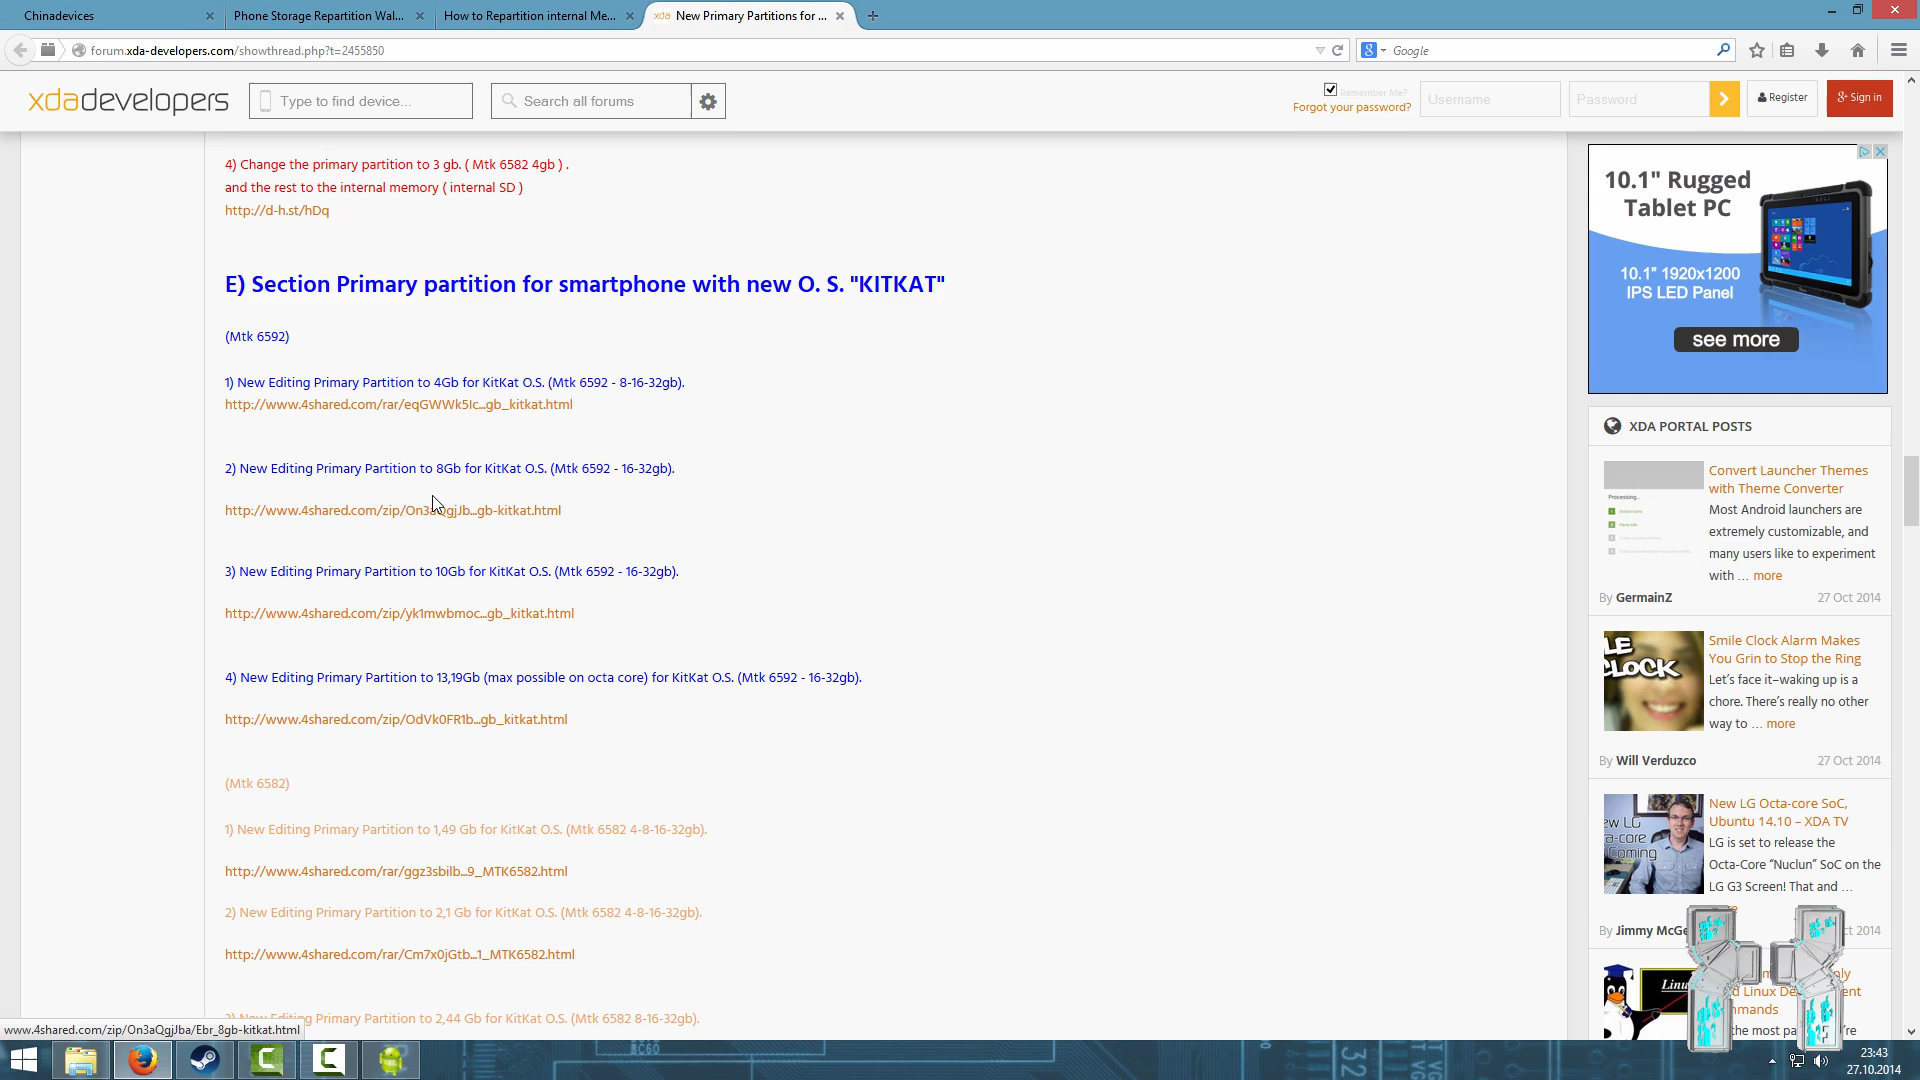 Chinadevices
Phone Storage Repartition Wal...
How to Repartition internal Me...
xda New Primary Partitions for ...
forum.xda-developers.com/showthread.php?t=2455850
Google
xdadevelopers
Type to find device...
Search all forums
Remember Me?
Forgot your password?
Username
Password
Register
Sign in
4) Change the primary partition to 3 gb. ( Mtk 6582 4gb ) .
and the rest to the internal memory ( internal SD )
http://d-h.st/hDq
E) Section Primary partition for smartphone with new O. S. "KITKAT"
(Mtk 6592)
1) New Editing Primary Partition to 4Gb for KitKat O.S. (Mtk 6592 - 8-16-32gb).
http://www.4shared.com/rar/eqGWWk5Ic...gb_kitkat.html
2) New Editing Primary Partition to 8Gb for KitKat O.S. (Mtk 6592 - 16-32gb).
http://www.4shared.com/zip/On3aQgjJb...gb-kitkat.html
3) New Editing Primary Partition to 10Gb for KitKat O.S. (Mtk 6592 - 16-32gb).
http://www.4shared.com/zip/yk1mwbmoc...gb_kitkat.html
4) New Editing Primary Partition to 13,19Gb (max possible on octa core) for KitKat O.S. (Mtk 6592 - 16-32gb).
http://www.4shared.com/zip/OdVk0FR1b...gb_kitkat.html
(Mtk 6582)
1) New Editing Primary Partition to 1,49 Gb for KitKat O.S. (Mtk 6582 4-8-16-32gb).
http://www.4shared.com/rar/ggz3sbilb...9_MTK6582.html
2) New Editing Primary Partition to 2,1 Gb for KitKat O.S. (Mtk 6582 4-8-16-32gb).
http://www.4shared.com/rar/Cm7x0jGtb...1_MTK6582.html
Editing Primary Partition to 2,44 Gb for KitKat O.S. (Mtk 6582 8-16-32gb).
www.4shared.com/zip/On3aQgjJba/Ebr_8gb-kitkat.html
10.1" Rugged
Tablet PC
10.1" 1920x1200
IPS LED Panel
see more
XDA PORTAL POSTS
Convert Launcher Themes
with Theme Converter
Most Android launchers are
extremely customizable, and
many users like to experiment
with … more
By GermainZ 27 Oct 2014
Smile Clock Alarm Makes
You Grin to Stop the Ring
Let's face it–waking up is a
chore. There's really no other
way to … more
By Will Verduzco 27 Oct 2014
New LG Octa-core SoC,
Ubuntu 14.10 – XDA TV
LG is set to release the
Octa-Core “Nuclun” SoC on the
LG G3 Screen! That and …
By Jimmy McGe
ct 2014
Linux
23:43
27.10.2014